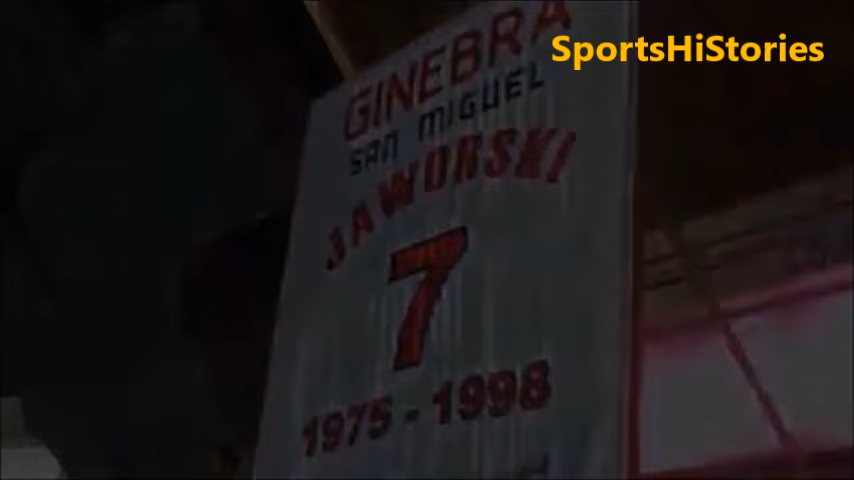 SportsHiStories
GINEBRA
SAN MIGUEL
JAWORSKI
7
1975 - 1998